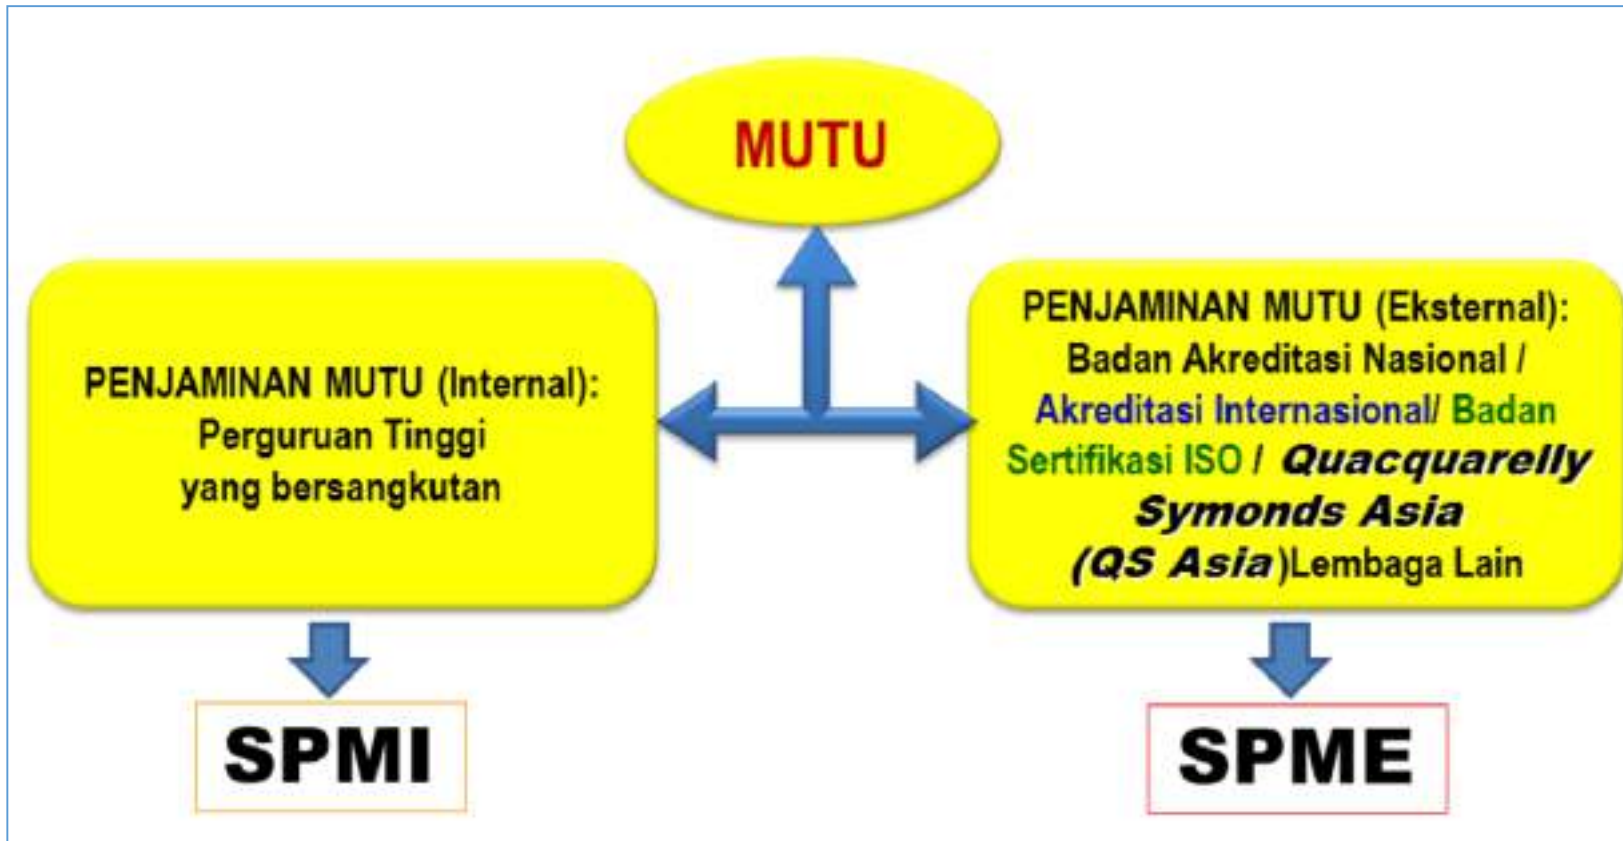 MUTU
PENJAMINAN MUTU (Internal):
Perguruan Tinggi
yang bersangkutan
PENJAMINAN MUTU (Eksternal):
Badan Akreditasi Nasional /
Akreditasi Internasional/ Badan
Sertifikasi ISO / Quacquarelly
Symonds Asia
(QS Asia)Lembaga Lain
SPMI
SPME